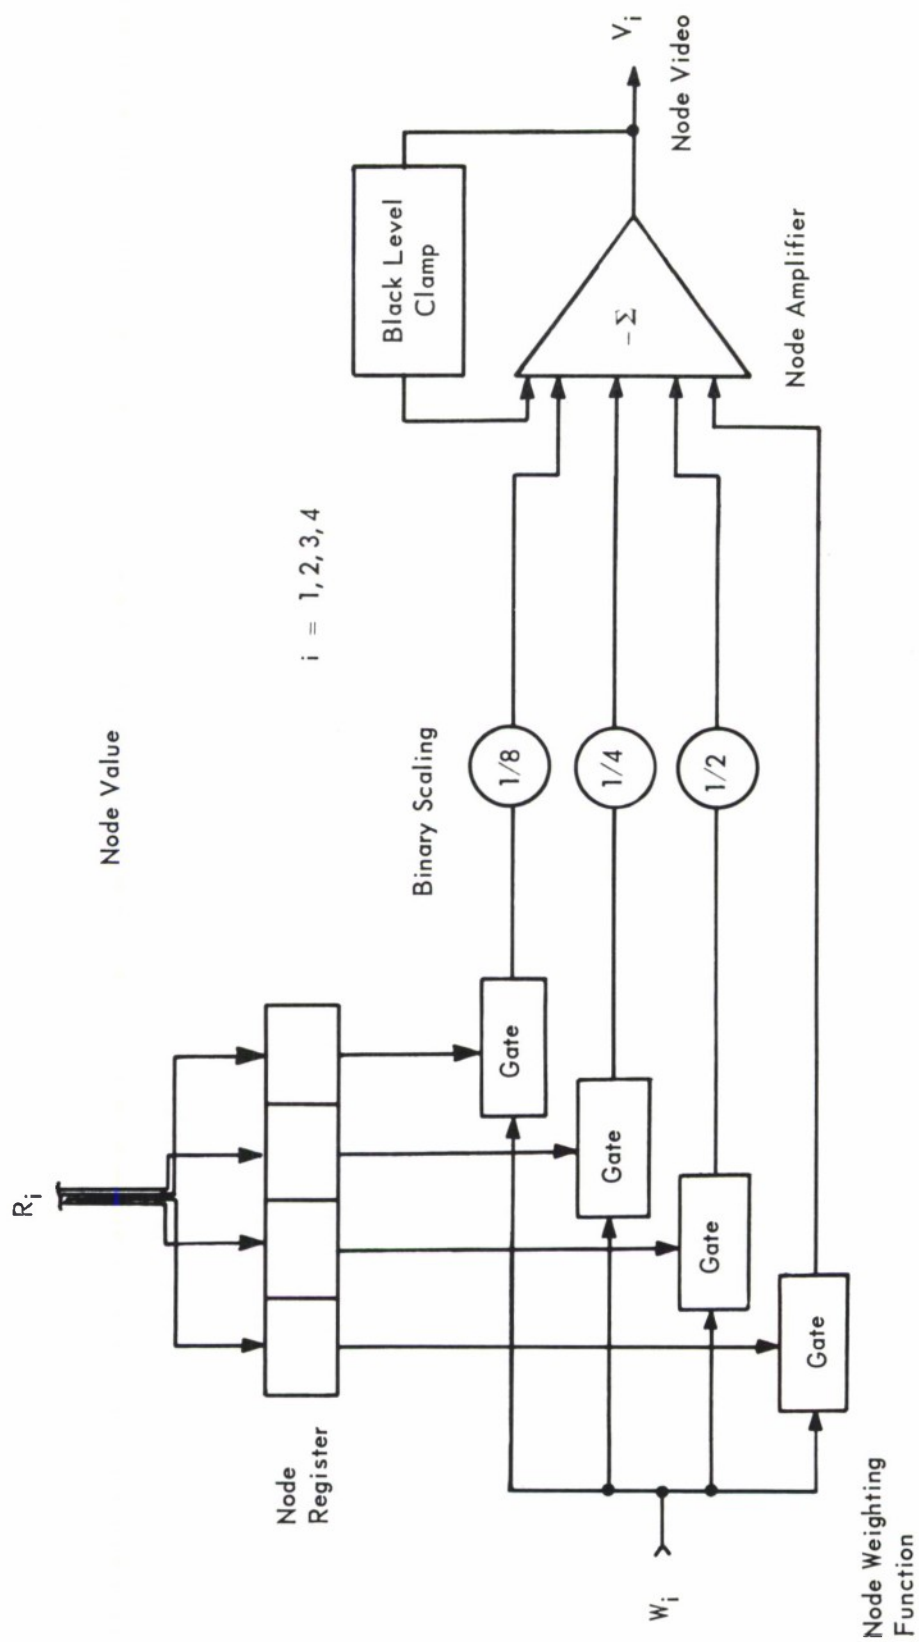 R_i
Node Value
Node
Register
i = 1, 2, 3, 4
Binary Scaling
Gate
1/8
Gate
1/4
Gate
1/2
Gate
Black Level
Clamp
-Σ
V_i
Node Video
Node Amplifier
W_i
Node Weighting
Function